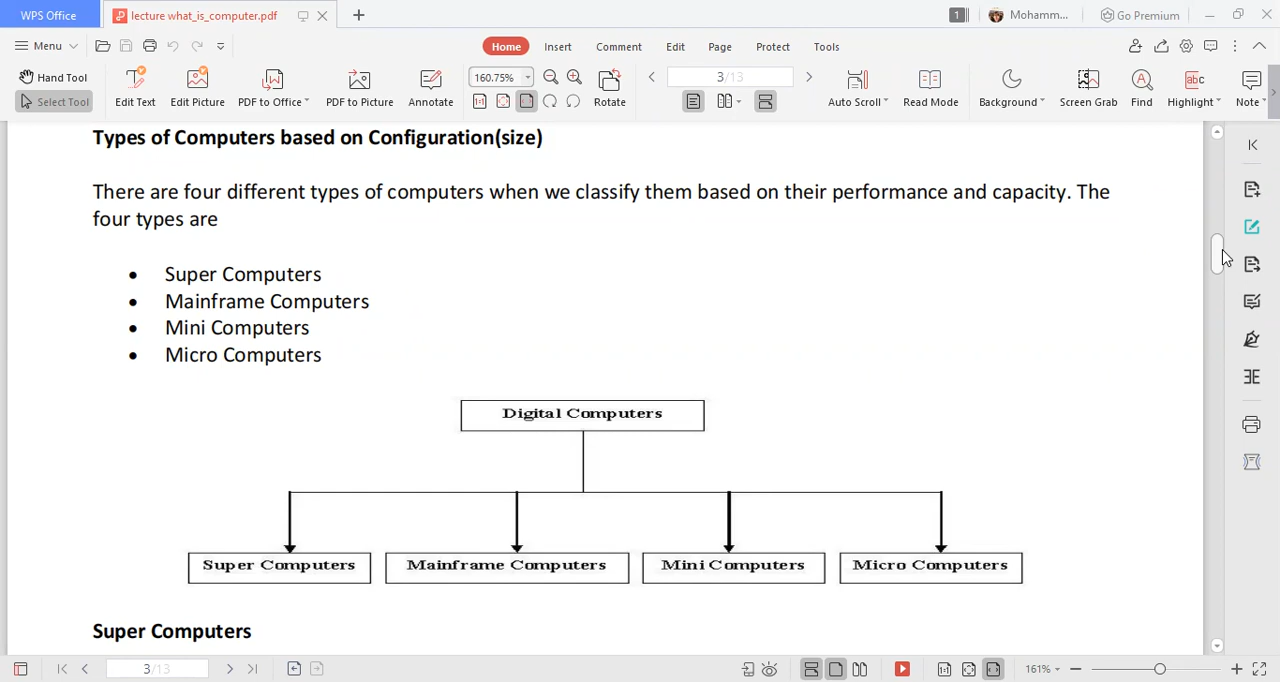 WPS Office lecture what_is_computer.pdf 1 Mohamm... Go Premium
Menu Home Insert Comment Edit Page Protect Tools
Hand Tool 160.75% 3/13
Select Tool Edit Text Edit Picture PDF to Office PDF to Picture Annotate Rotate Auto Scroll Read Mode Background Screen Grab Find Highlight Note
Types of Computers based on Configuration(size)
There are four different types of computers when we classify them based on their performance and capacity. The
four types are
• Super Computers
• Mainframe Computers
• Mini Computers
• Micro Computers
Digital Computers
Super Computers Mainframe Computers Mini Computers Micro Computers
Super Computers
3/13 161%